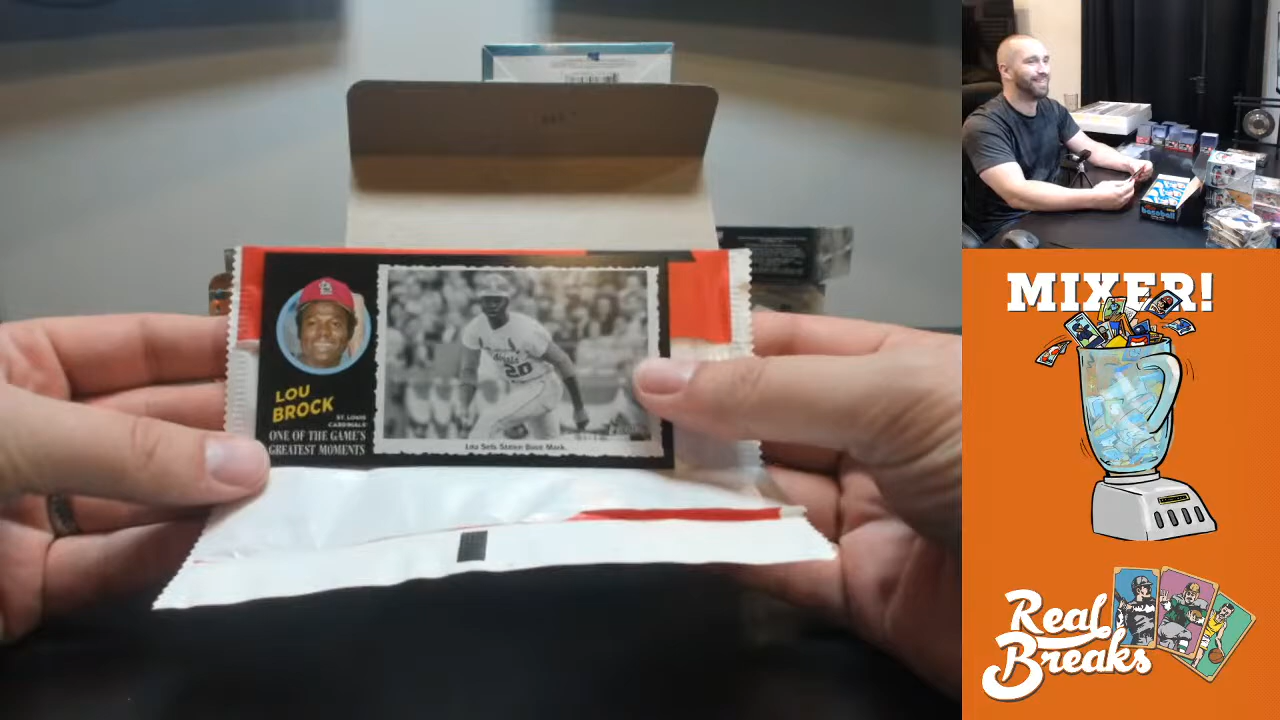 LOU
BROCK
ST. LOUIS
CARDINALS
ONE OF THE GAME'S
GREATEST MOMENTS
20
Lou Sets Stolen Base Mark.
baseball
MIXER!
Real
Breaks